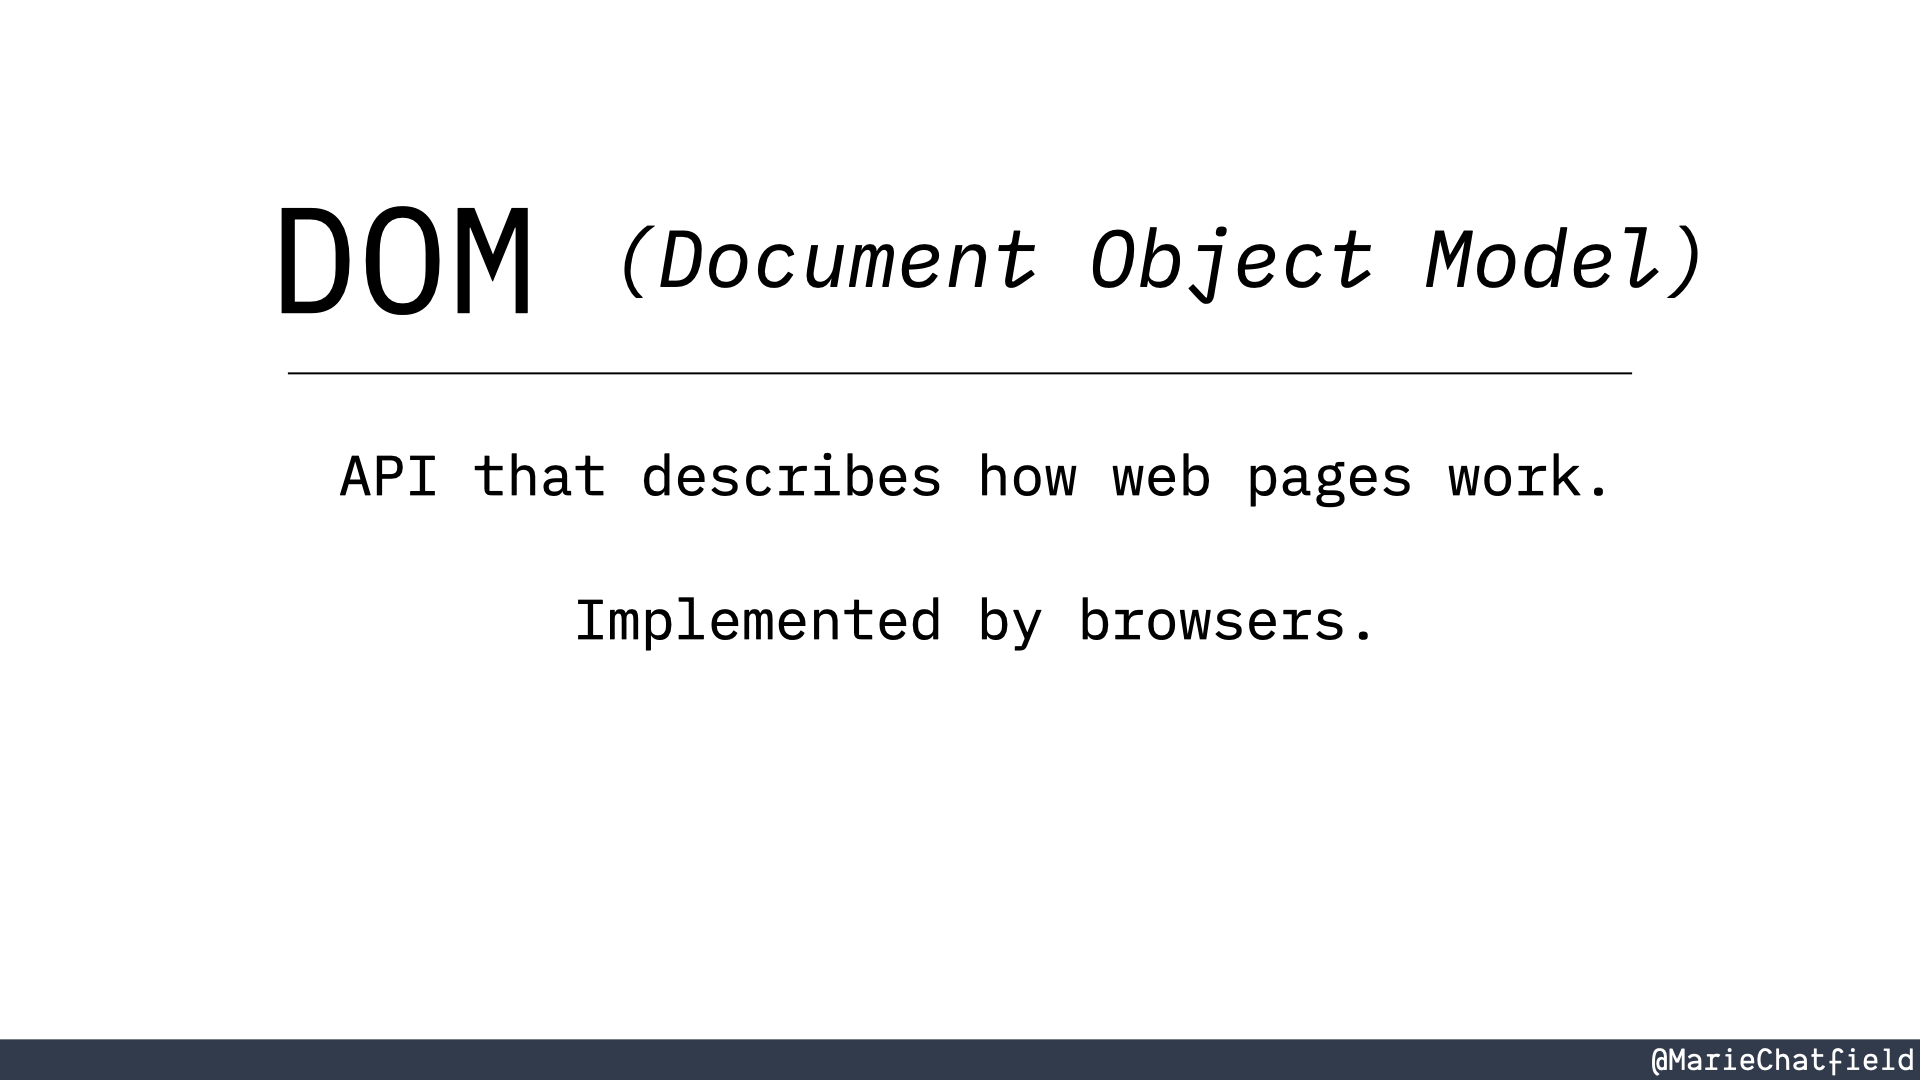 DOM (Document Object Model)
API that describes how web pages work.
Implemented by browsers.
@MarieChatfield